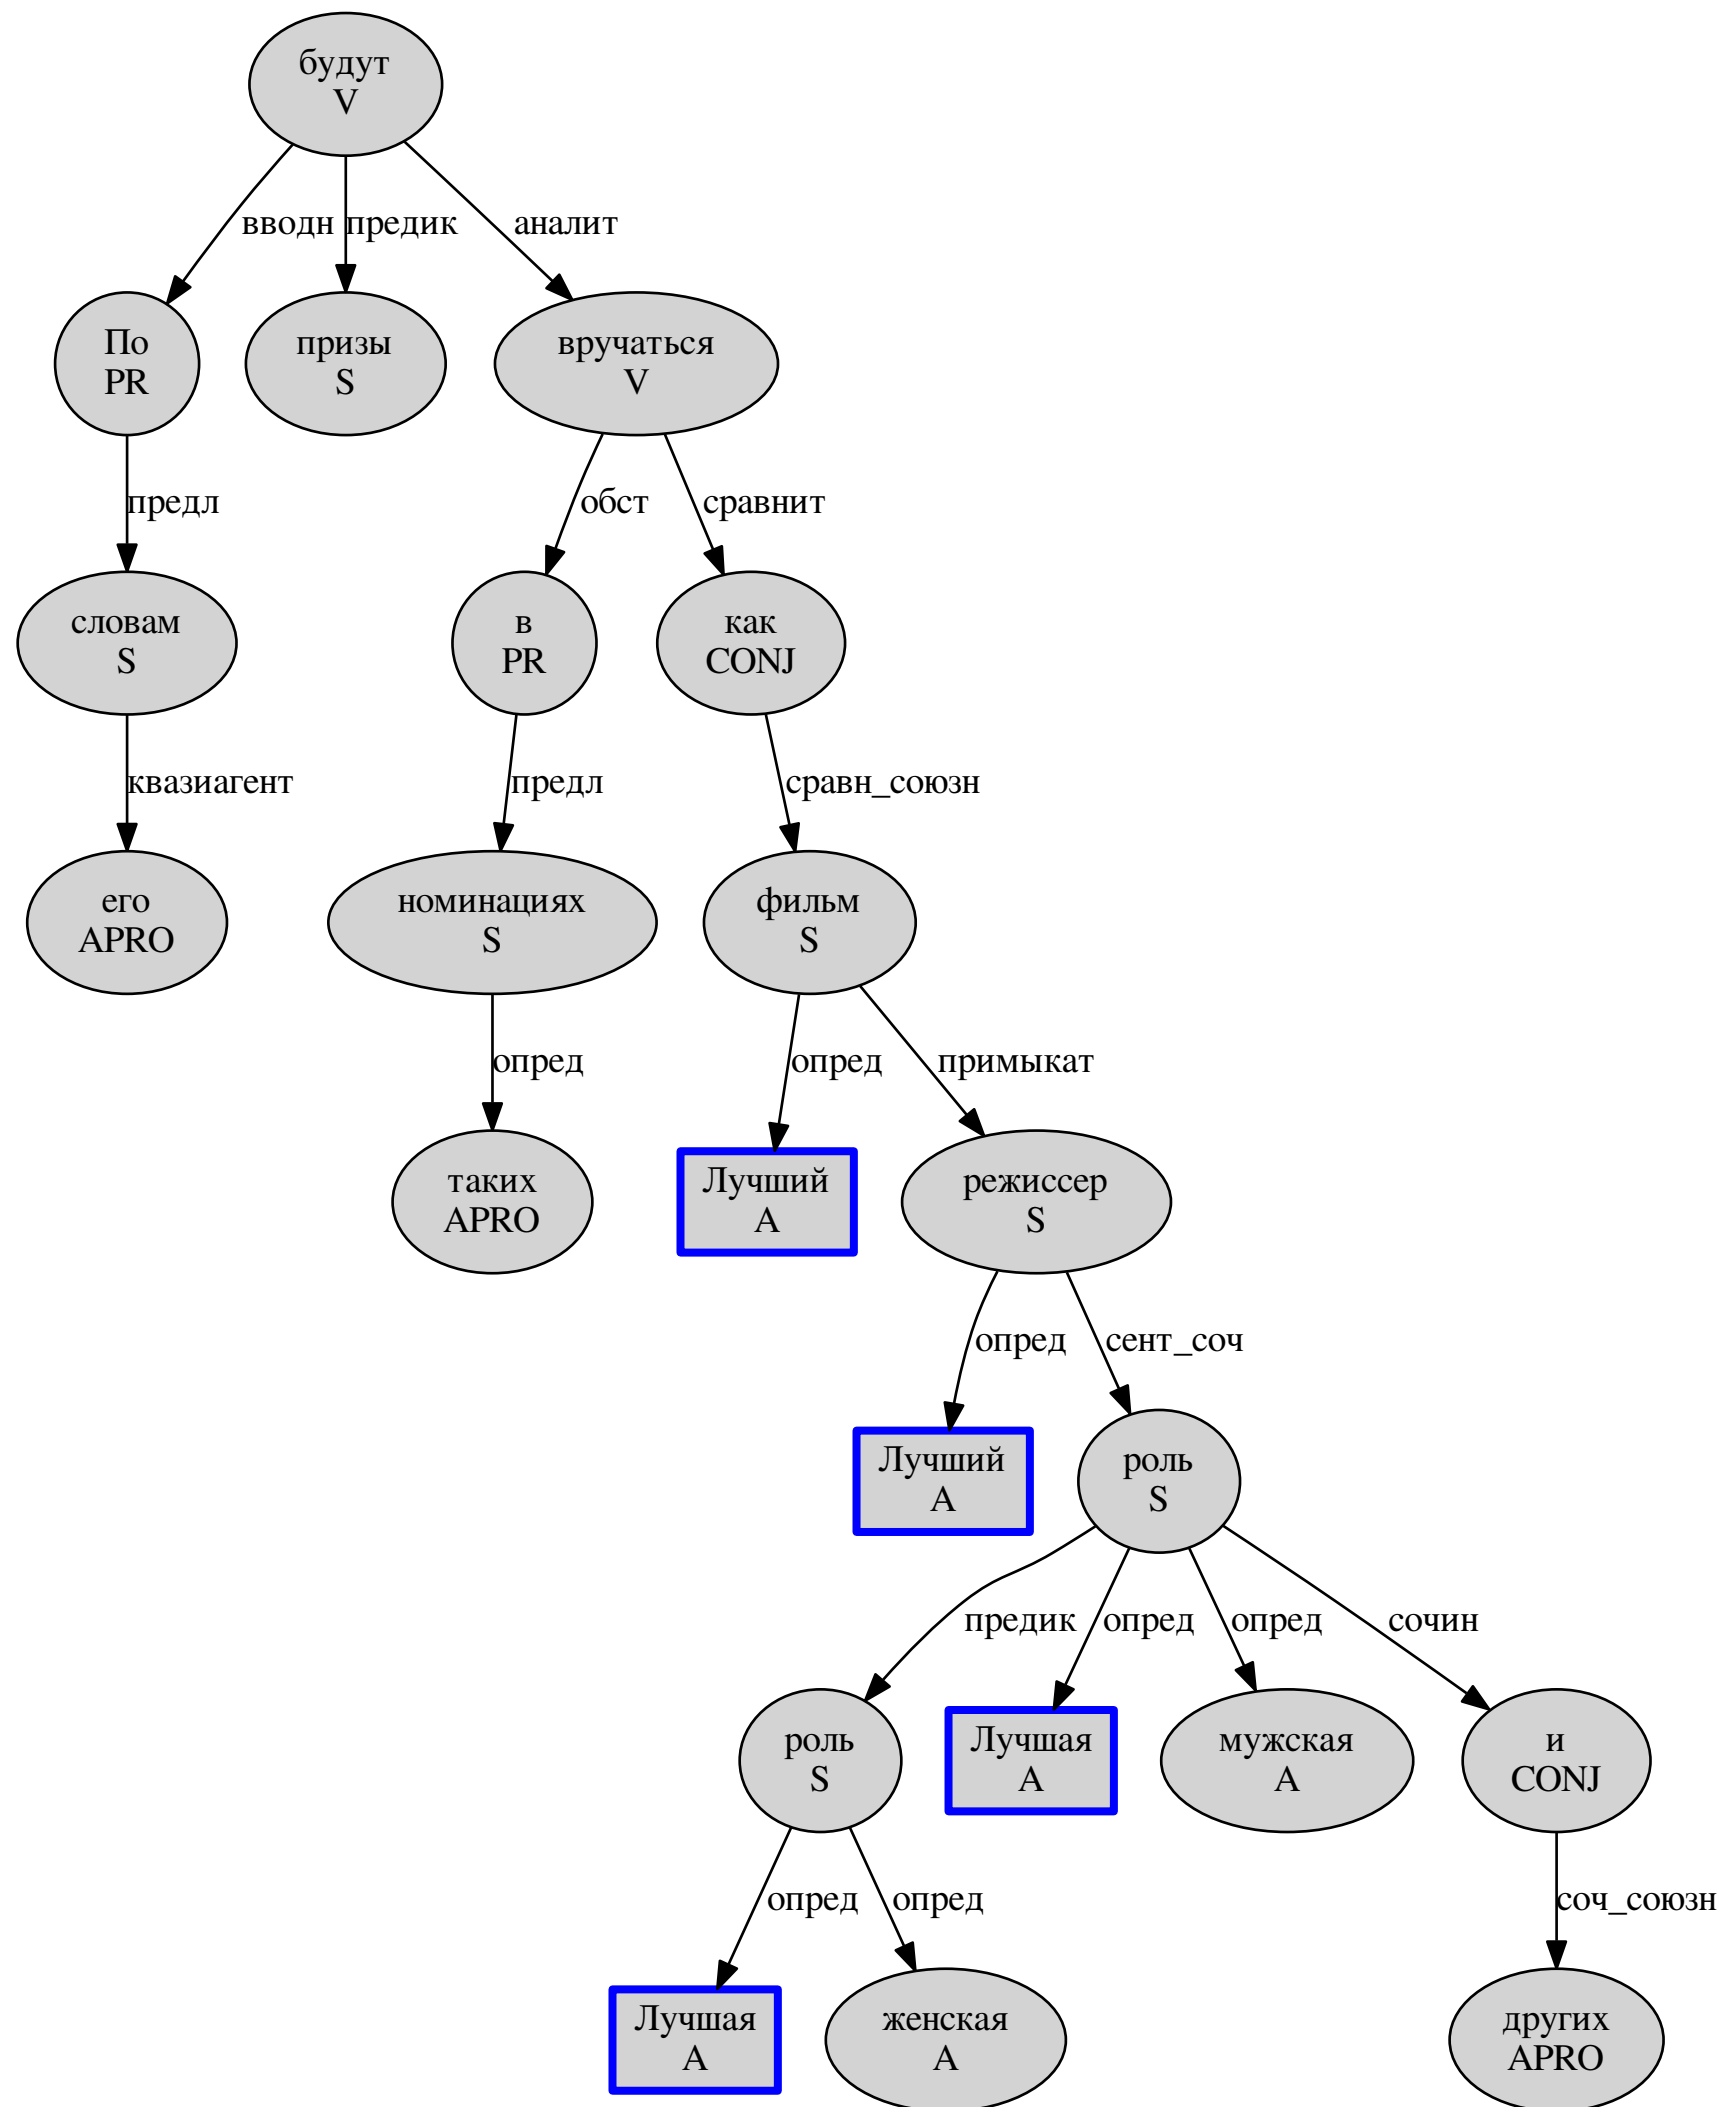 будут
V
вводн
предик
аналит
По
PR
призы
S
вручаться
V
предл
обст
сравнит
словам
S
в
PR
как
CONJ
квазиагент
предл
сравн_союзн
его
APRO
номинациях
S
фильм
S
опред
опред
примыкат
таких
APRO
Лучший
A
режиссер
S
опред
сент_соч
Лучший
A
роль
S
предик
опред
опред
сочин
роль
S
Лучшая
A
мужская
A
и
CONJ
опред
опред
соч_союзн
Лучшая
A
женская
A
других
APRO